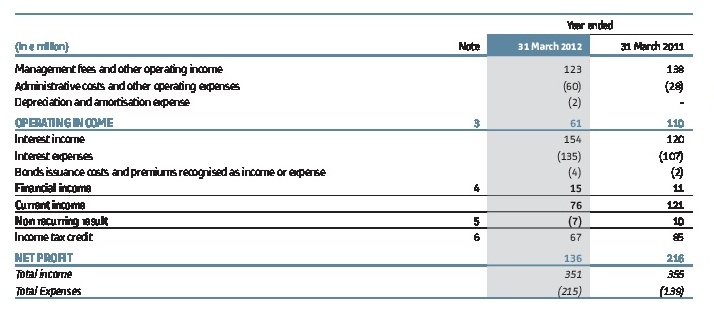 Year ended
(in € million) Note 31 March 2012 31 March 2011
Management fees and other operating income 123 138
Administrative costs and other operating expenses (60) (28)
Depreciation and amortisation expense (2) -
OPERATING INCOME 3 61 110
Interest income 154 120
Interest expenses (135) (107)
Bonds issuance costs and premiums recognised as income or expense (4) (2)
Financial income 4 15 11
Current income 76 121
Non recurring result 5 (7) 10
Income tax credit 6 67 85
NET PROFIT 136 216
Total income 351 355
Total Expenses (215) (139)